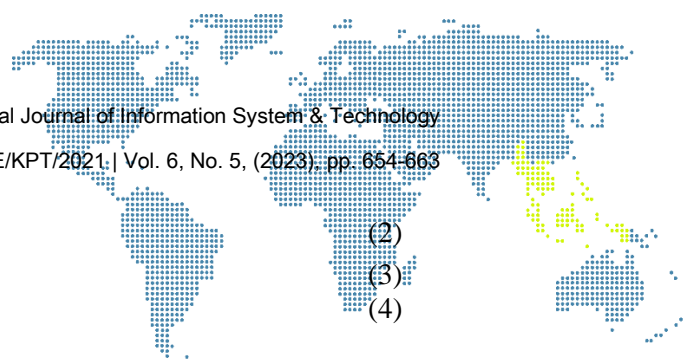 al Journal of Information System & Technology
E/KPT/2021 | Vol. 6, No. 5, (2023), pp. 654-663
(2)
(3)
(4)